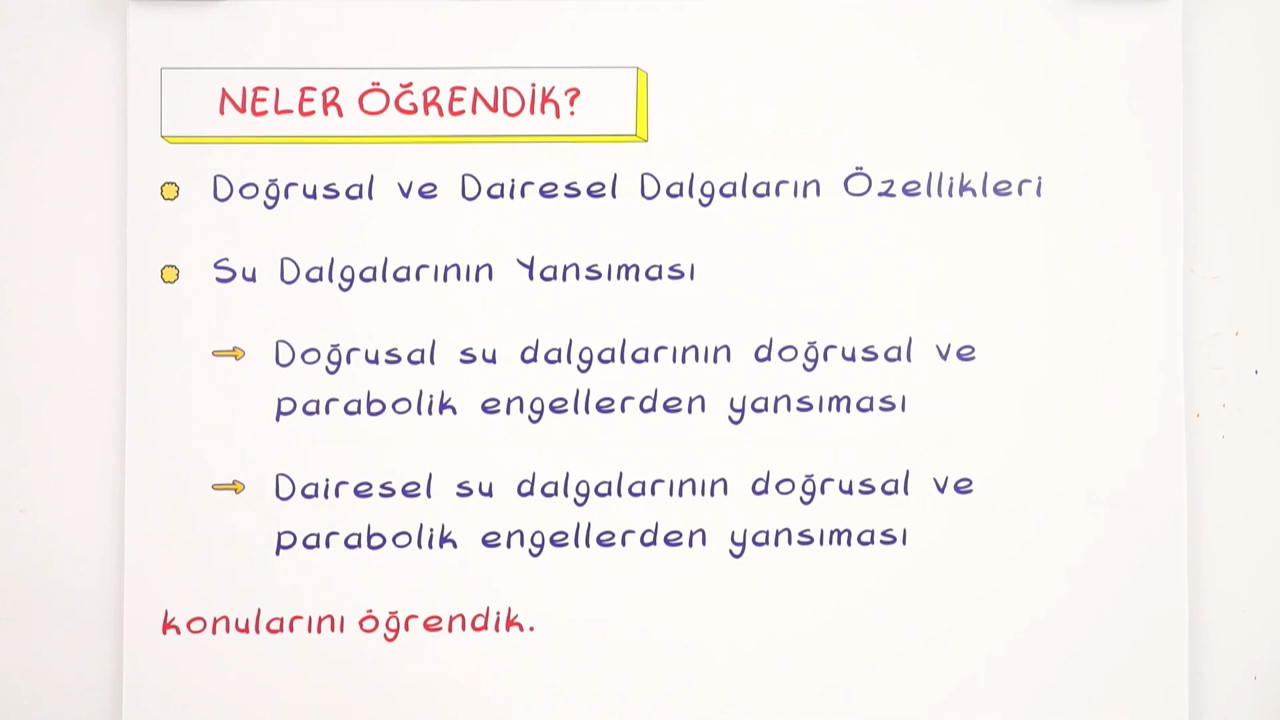 NELER ÖĞRENDİK?
Doğrusal ve Dairesel Dalgaların Özellikleri
Su Dalgalarının Yansıması
Doğrusal su dalgalarının doğrusal ve
parabolik engellerden yansıması
Dairesel su dalgalarının doğrusal ve
parabolik engellerden yansıması
konularını öğrendik.